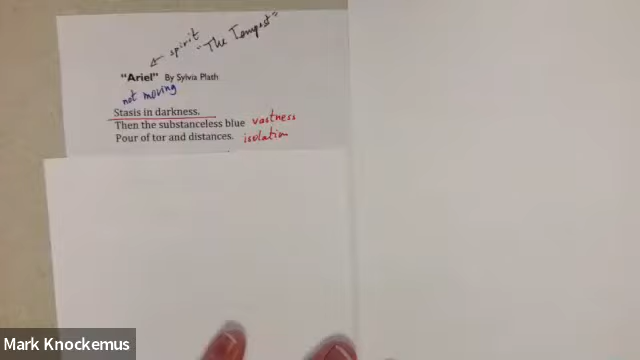 ← spirit "The Tempest"
"Ariel" By Sylvia Plath
not moving
Stasis in darkness.
Then the substanceless blue vastness
Pour of tor and distances. isolation
Mark Knockemus